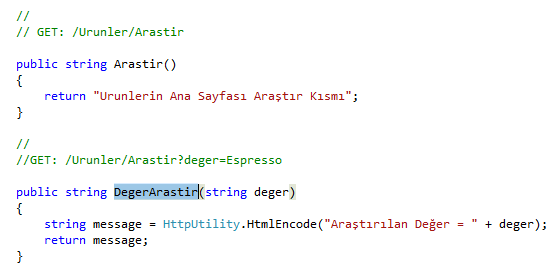 //
// GET: /Urunler/Arastir
public string Arastir()
{
return "Urunlerin Ana Sayfası Araştır Kısmı";
}
//
//GET: /Urunler/Arastir?deger=Espresso
public string DegerArastir(string deger)
{
string message = HttpUtility.HtmlEncode("Araştırılan Değer = " + deger);
return message;
}